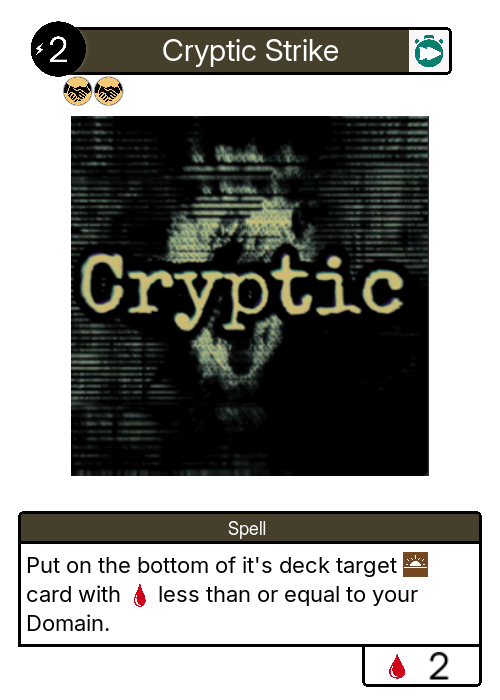 2 Cryptic Strike
Cryptic
Spell
Put on the bottom of it's deck target
card with less than or equal to your
Domain.
2